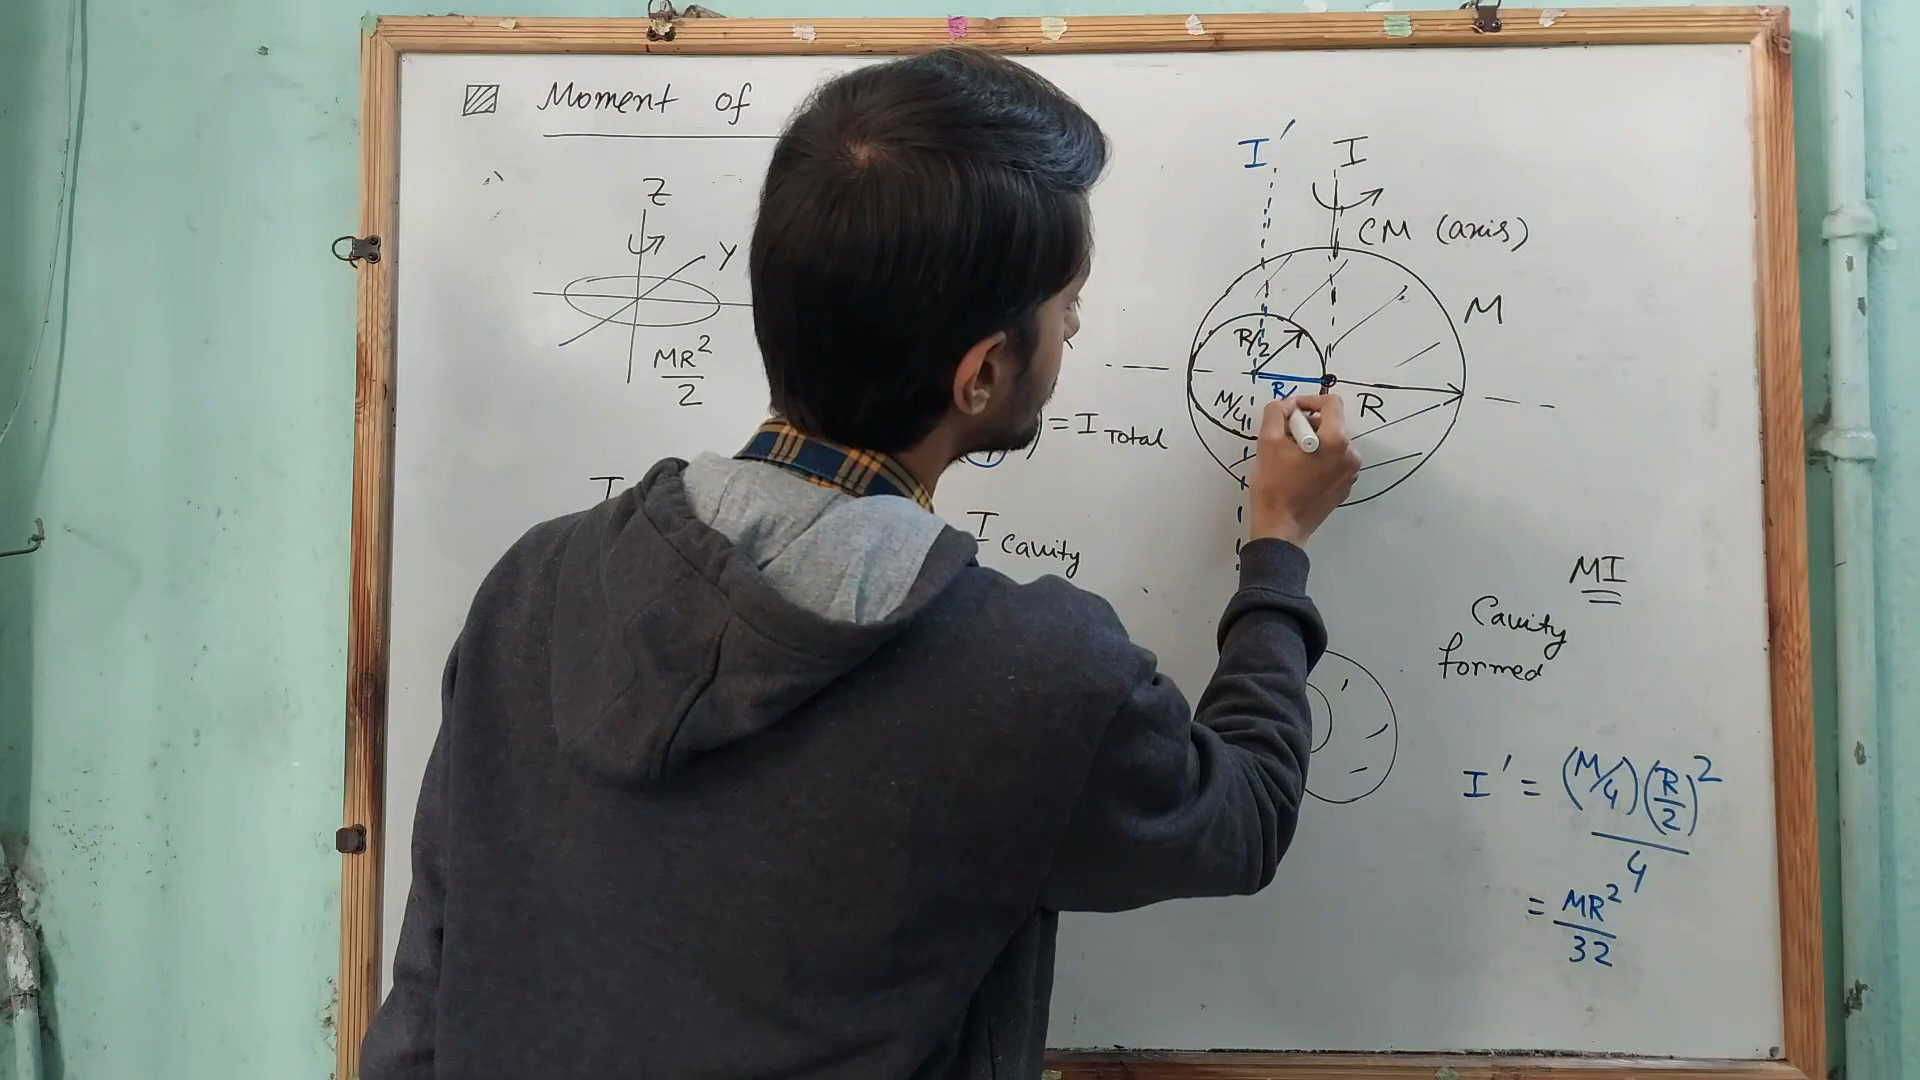 Moment of
Z
Y
MR²
2
I'
I
CM (axis)
M
R/2
R/
R
M/4
= I Total
I
I cavity
MI
Cavity
formed
I' = (M/4)(R/2)²
4
= MR²
32